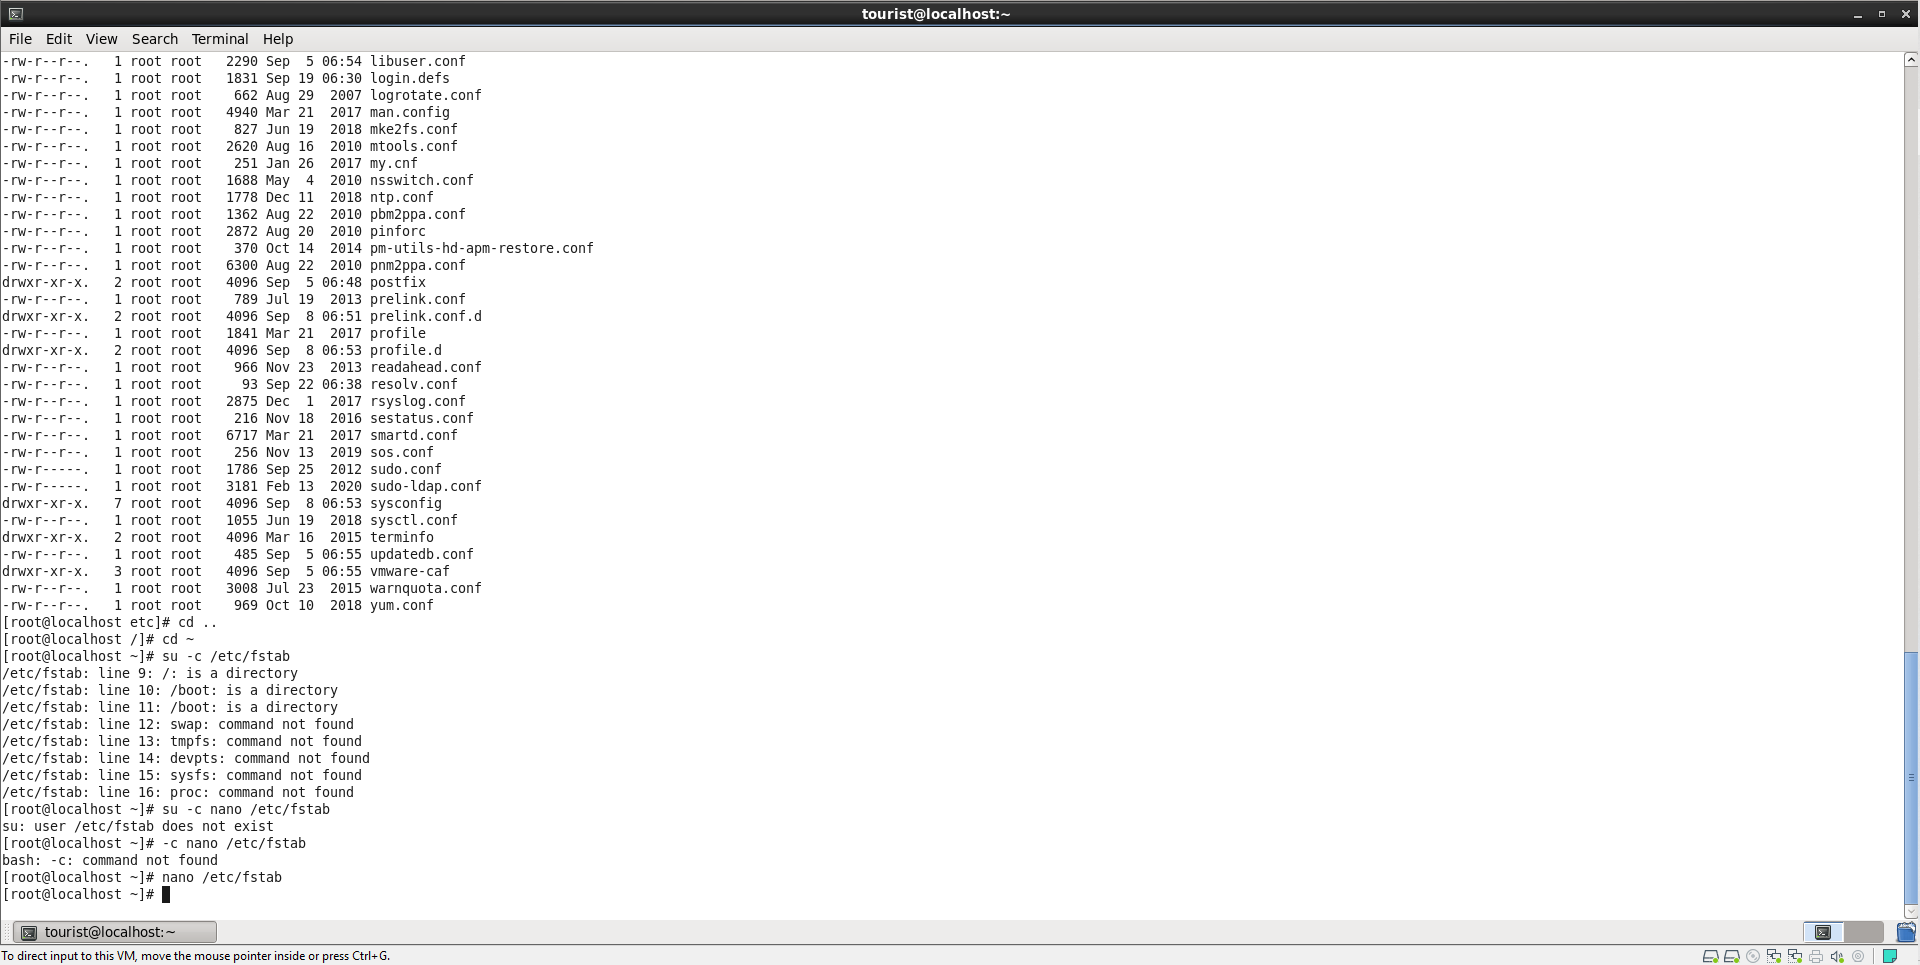 tourist@localhost:~
File Edit View Search Terminal Help
-rw-r--r--.   1 root root   2290 Sep  5 06:54 libuser.conf
-rw-r--r--.   1 root root   1831 Sep 19 06:30 login.defs
-rw-r--r--.   1 root root    662 Aug 29  2007 logrotate.conf
-rw-r--r--.   1 root root   4940 Mar 21  2017 man.config
-rw-r--r--.   1 root root    827 Jun 19  2018 mke2fs.conf
-rw-r--r--.   1 root root   2620 Aug 16  2010 mtools.conf
-rw-r--r--.   1 root root    251 Jan 26  2017 my.cnf
-rw-r--r--.   1 root root   1688 May  4  2010 nsswitch.conf
-rw-r--r--.   1 root root   1778 Dec 11  2018 ntp.conf
-rw-r--r--.   1 root root   1362 Aug 22  2010 pbm2ppa.conf
-rw-r--r--.   1 root root   2872 Aug 20  2010 pinforc
-rw-r--r--.   1 root root    370 Oct 14  2014 pm-utils-hd-apm-restore.conf
-rw-r--r--.   1 root root   6300 Aug 22  2010 pnm2ppa.conf
drwxr-xr-x.   2 root root   4096 Sep  5 06:48 postfix
-rw-r--r--.   1 root root    789 Jul 19  2013 prelink.conf
drwxr-xr-x.   2 root root   4096 Sep  8 06:51 prelink.conf.d
-rw-r--r--.   1 root root   1841 Mar 21  2017 profile
drwxr-xr-x.   2 root root   4096 Sep  8 06:53 profile.d
-rw-r--r--.   1 root root    966 Nov 23  2013 readahead.conf
-rw-r--r--.   1 root root     93 Sep 22 06:38 resolv.conf
-rw-r--r--.   1 root root   2875 Dec  1  2017 rsyslog.conf
-rw-r--r--.   1 root root    216 Nov 18  2016 sestatus.conf
-rw-r--r--.   1 root root   6717 Mar 21  2017 smartd.conf
-rw-r--r--.   1 root root    256 Nov 13  2019 sos.conf
-rw-r-----.   1 root root   1786 Sep 25  2012 sudo.conf
-rw-r-----.   1 root root   3181 Feb 13  2020 sudo-ldap.conf
drwxr-xr-x.   7 root root   4096 Sep  8 06:53 sysconfig
-rw-r--r--.   1 root root   1055 Jun 19  2018 sysctl.conf
drwxr-xr-x.   2 root root   4096 Mar 16  2015 terminfo
-rw-r--r--.   1 root root    485 Sep  5 06:55 updatedb.conf
drwxr-xr-x.   3 root root   4096 Sep  5 06:55 vmware-caf
-rw-r--r--.   1 root root   3008 Jul 23  2015 warnquota.conf
-rw-r--r--.   1 root root    969 Oct 10  2018 yum.conf
[root@localhost etc]# cd ..
[root@localhost /]# cd ~
[root@localhost ~]# su -c /etc/fstab
/etc/fstab: line 9: /: is a directory
/etc/fstab: line 10: /boot: is a directory
/etc/fstab: line 11: /boot: is a directory
/etc/fstab: line 12: swap: command not found
/etc/fstab: line 13: tmpfs: command not found
/etc/fstab: line 14: devpts: command not found
/etc/fstab: line 15: sysfs: command not found
/etc/fstab: line 16: proc: command not found
[root@localhost ~]# su -c nano /etc/fstab
su: user /etc/fstab does not exist
[root@localhost ~]# -c nano /etc/fstab
bash: -c: command not found
[root@localhost ~]# nano /etc/fstab
[root@localhost ~]#
tourist@localhost:~
To direct input to this VM, move the mouse pointer inside or press Ctrl+G.